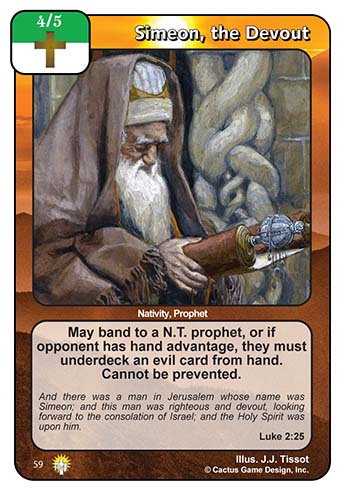 4/5
Simeon, the Devout
Nativity, Prophet
May band to a N.T. prophet, or if
opponent has hand advantage, they must
underdeck an evil card from hand.
Cannot be prevented.
And there was a man in Jerusalem whose name was
Simeon; and this man was righteous and devout, looking
forward to the consolation of Israel; and the Holy Spirit was
upon him.
Luke 2:25
Illus. J.J. Tissot
59
© Cactus Game Design, Inc.